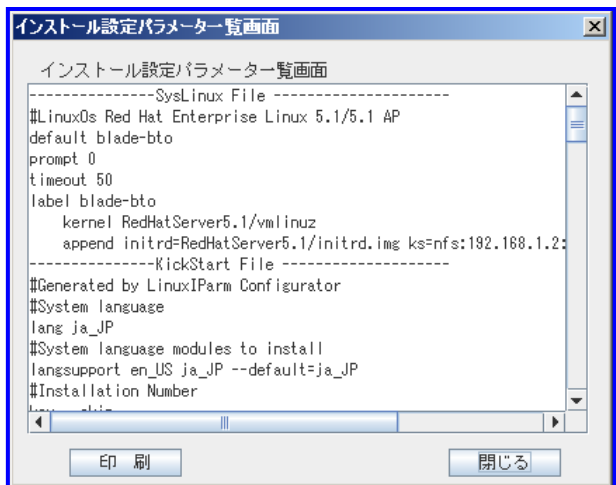 インストール設定パラメーター覧画面
インストール設定パラメーター覧画面
---------------SysLinux File ---------------------
#LinuxOs Red Hat Enterprise Linux 5.1/5.1 AP
default blade-bto
prompt 0
timeout 50
label blade-bto
    kernel RedHatServer5.1/vmlinuz
    append initrd=RedHatServer5.1/initrd.img ks=nfs:192.168.1.2:
---------------KickStart File --------------------
#Generated by LinuxIParm Configurator
#System language
lang ja_JP
#System language modules to install
langsupport en_US ja_JP --default=ja_JP
#Installation Number
印 刷
閉じる